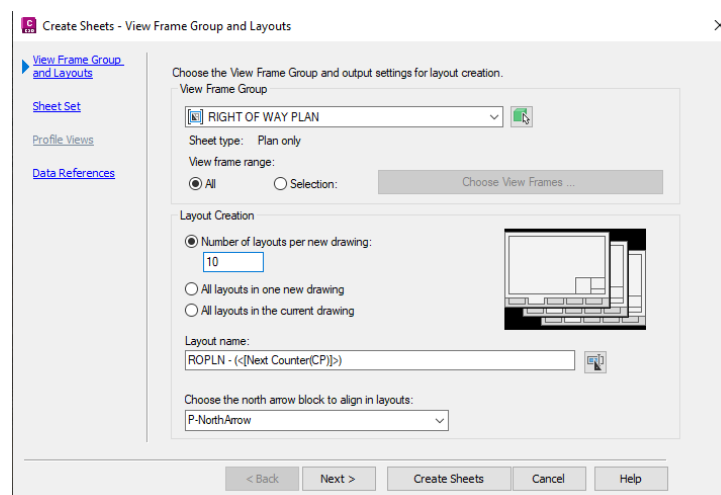 Create Sheets - View Frame Group and Layouts
View Frame Group
and Layouts
Sheet Set
Profile Views
Data References
Choose the View Frame Group and output settings for layout creation.
View Frame Group
RIGHT OF WAY PLAN
Sheet type: Plan only
View frame range:
All Selection: Choose View Frames ...
Layout Creation
Number of layouts per new drawing:
10
All layouts in one new drawing
All layouts in the current drawing
Layout name:
ROPLN - (<[Next Counter(CP)]>)
Choose the north arrow block to align in layouts:
P-NorthArrow
< Back Next > Create Sheets Cancel Help